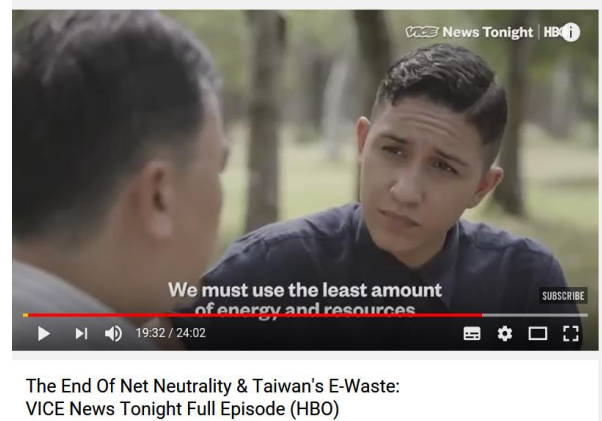 VICE News Tonight | HBO
We must use the least amount
of energy and resources
SUBSCRIBE
19:32 / 24:02
The End Of Net Neutrality & Taiwan's E-Waste:
VICE News Tonight Full Episode (HBO)